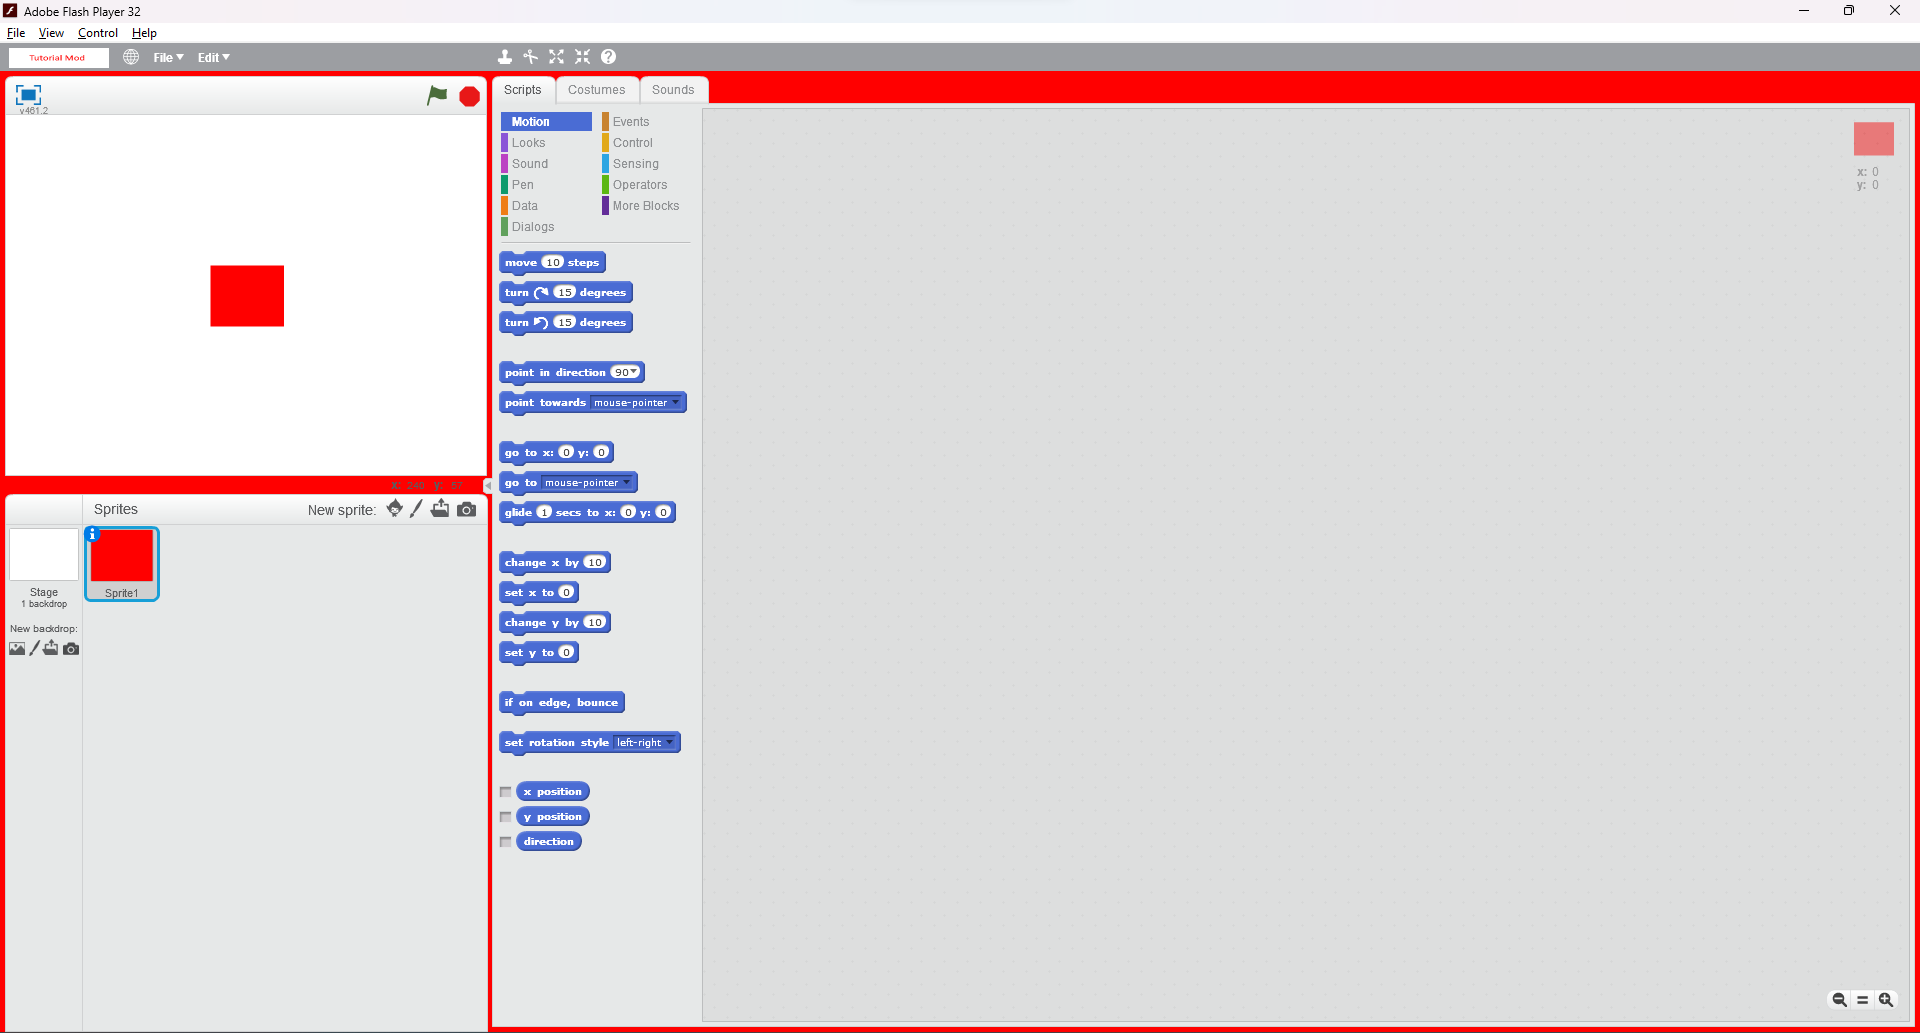 Adobe Flash Player 32
File View Control Help
Tutorial Mod File Edit
v461.2
Scripts Costumes Sounds
Motion Events
Looks Control
Sound Sensing
Pen Operators
Data More Blocks
Dialogs
move 10 steps
turn 15 degrees
turn 15 degrees
point in direction 90
point towards mouse-pointer
go to x: 0 y: 0
go to mouse-pointer
glide 1 secs to x: 0 y: 0
change x by 10
set x to 0
change y by 10
set y to 0
if on edge, bounce
set rotation style left-right
x position
y position
direction
x: 0
y: 0
x: 240 y: 67
Sprites New sprite:
Stage
1 backdrop
New backdrop:
Sprite1